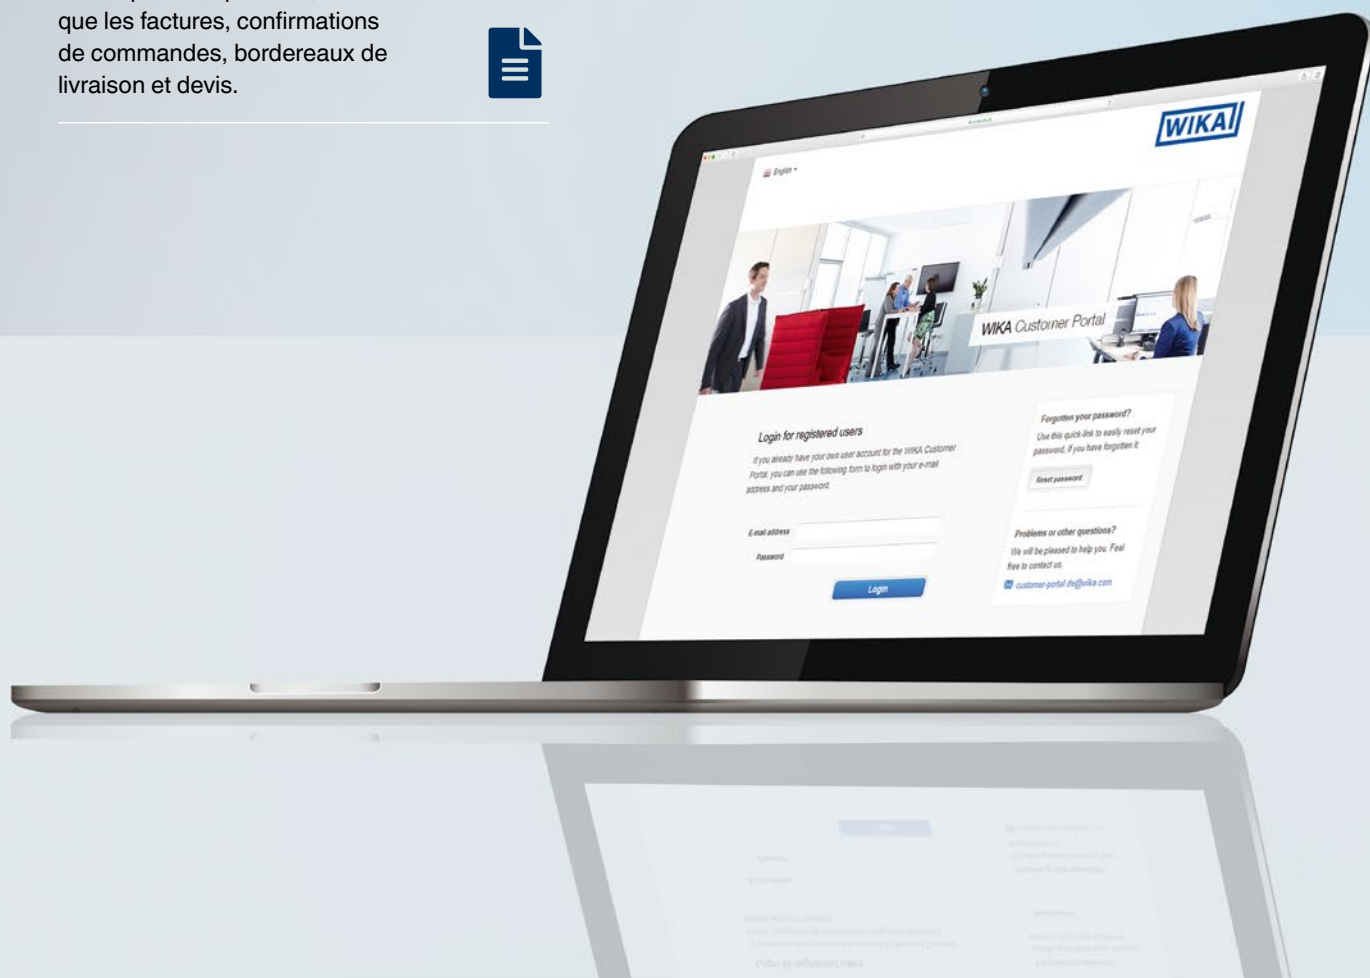 que les factures, confirmations
de commandes, bordereaux de
livraison et devis.
WIKA
English
WIKA Customer Portal
Login for registered users
If you already have your own user account for the WIKA Customer
Portal, you can use the following form to login with your e-mail
address and your password.
E-mail address
Password
Login
Forgotten your password?
Use this quick-link to easily reset your
password, if you have forgotten it.
Reset password
Problems or other questions?
We will be pleased to help you. Feel
free to contact us.
customer-portal.de@wika.com